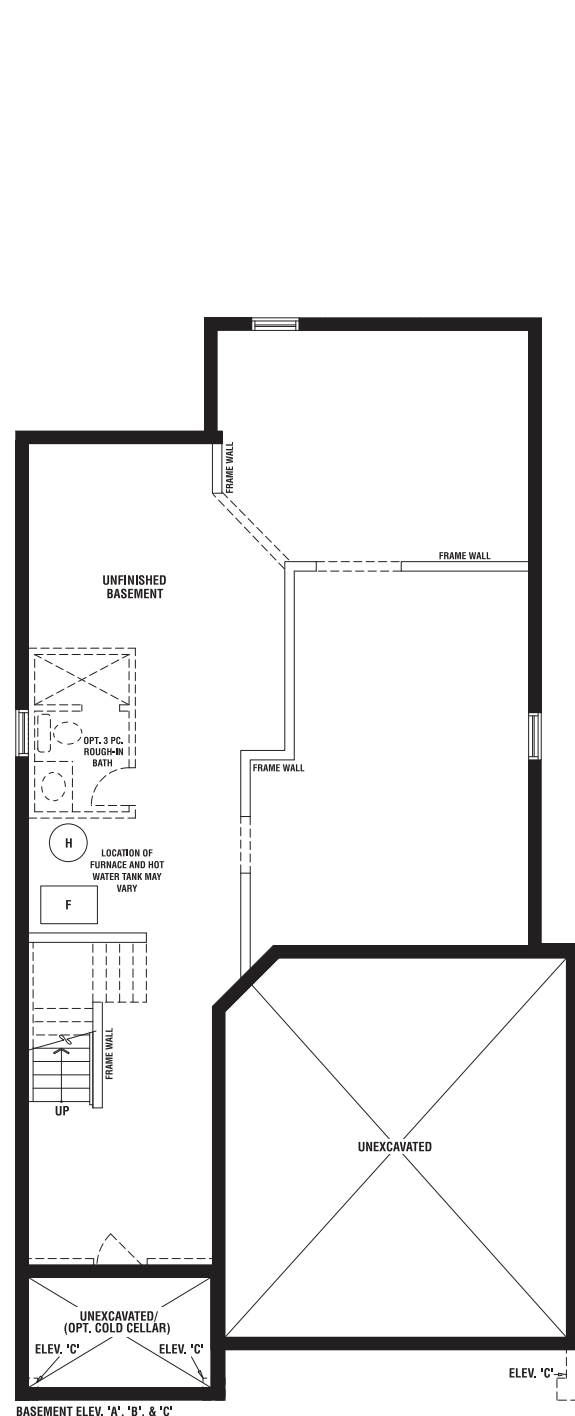 FRAME WALL
FRAME WALL
UNFINISHED
BASEMENT
OPT. 3 PC.
ROUGH-IN
BATH
FRAME WALL
H
LOCATION OF
FURNACE AND HOT
WATER TANK MAY
VARY
F
FRAME WALL
UP
UNEXCAVATED
UNEXCAVATED/
(OPT. COLD CELLAR)
ELEV. 'C'
ELEV. 'C'
ELEV. 'C'
BASEMENT ELEV. 'A', 'B', & 'C'